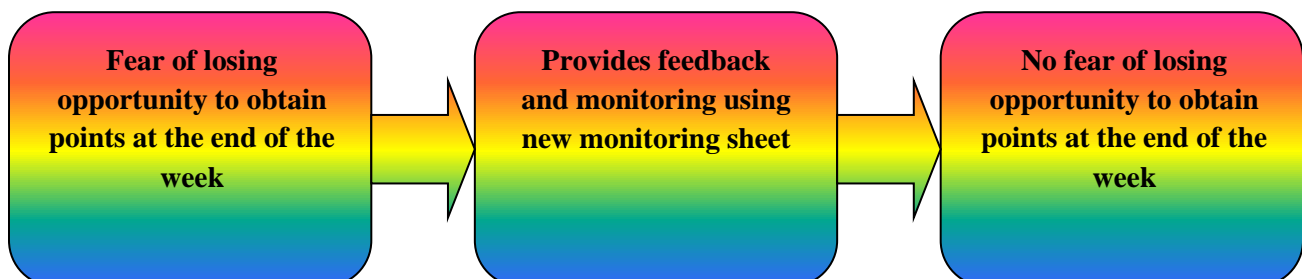 Fear of losing
opportunity to obtain
points at the end of the
week
Provides feedback
and monitoring using
new monitoring sheet
No fear of losing
opportunity to obtain
points at the end of the
week